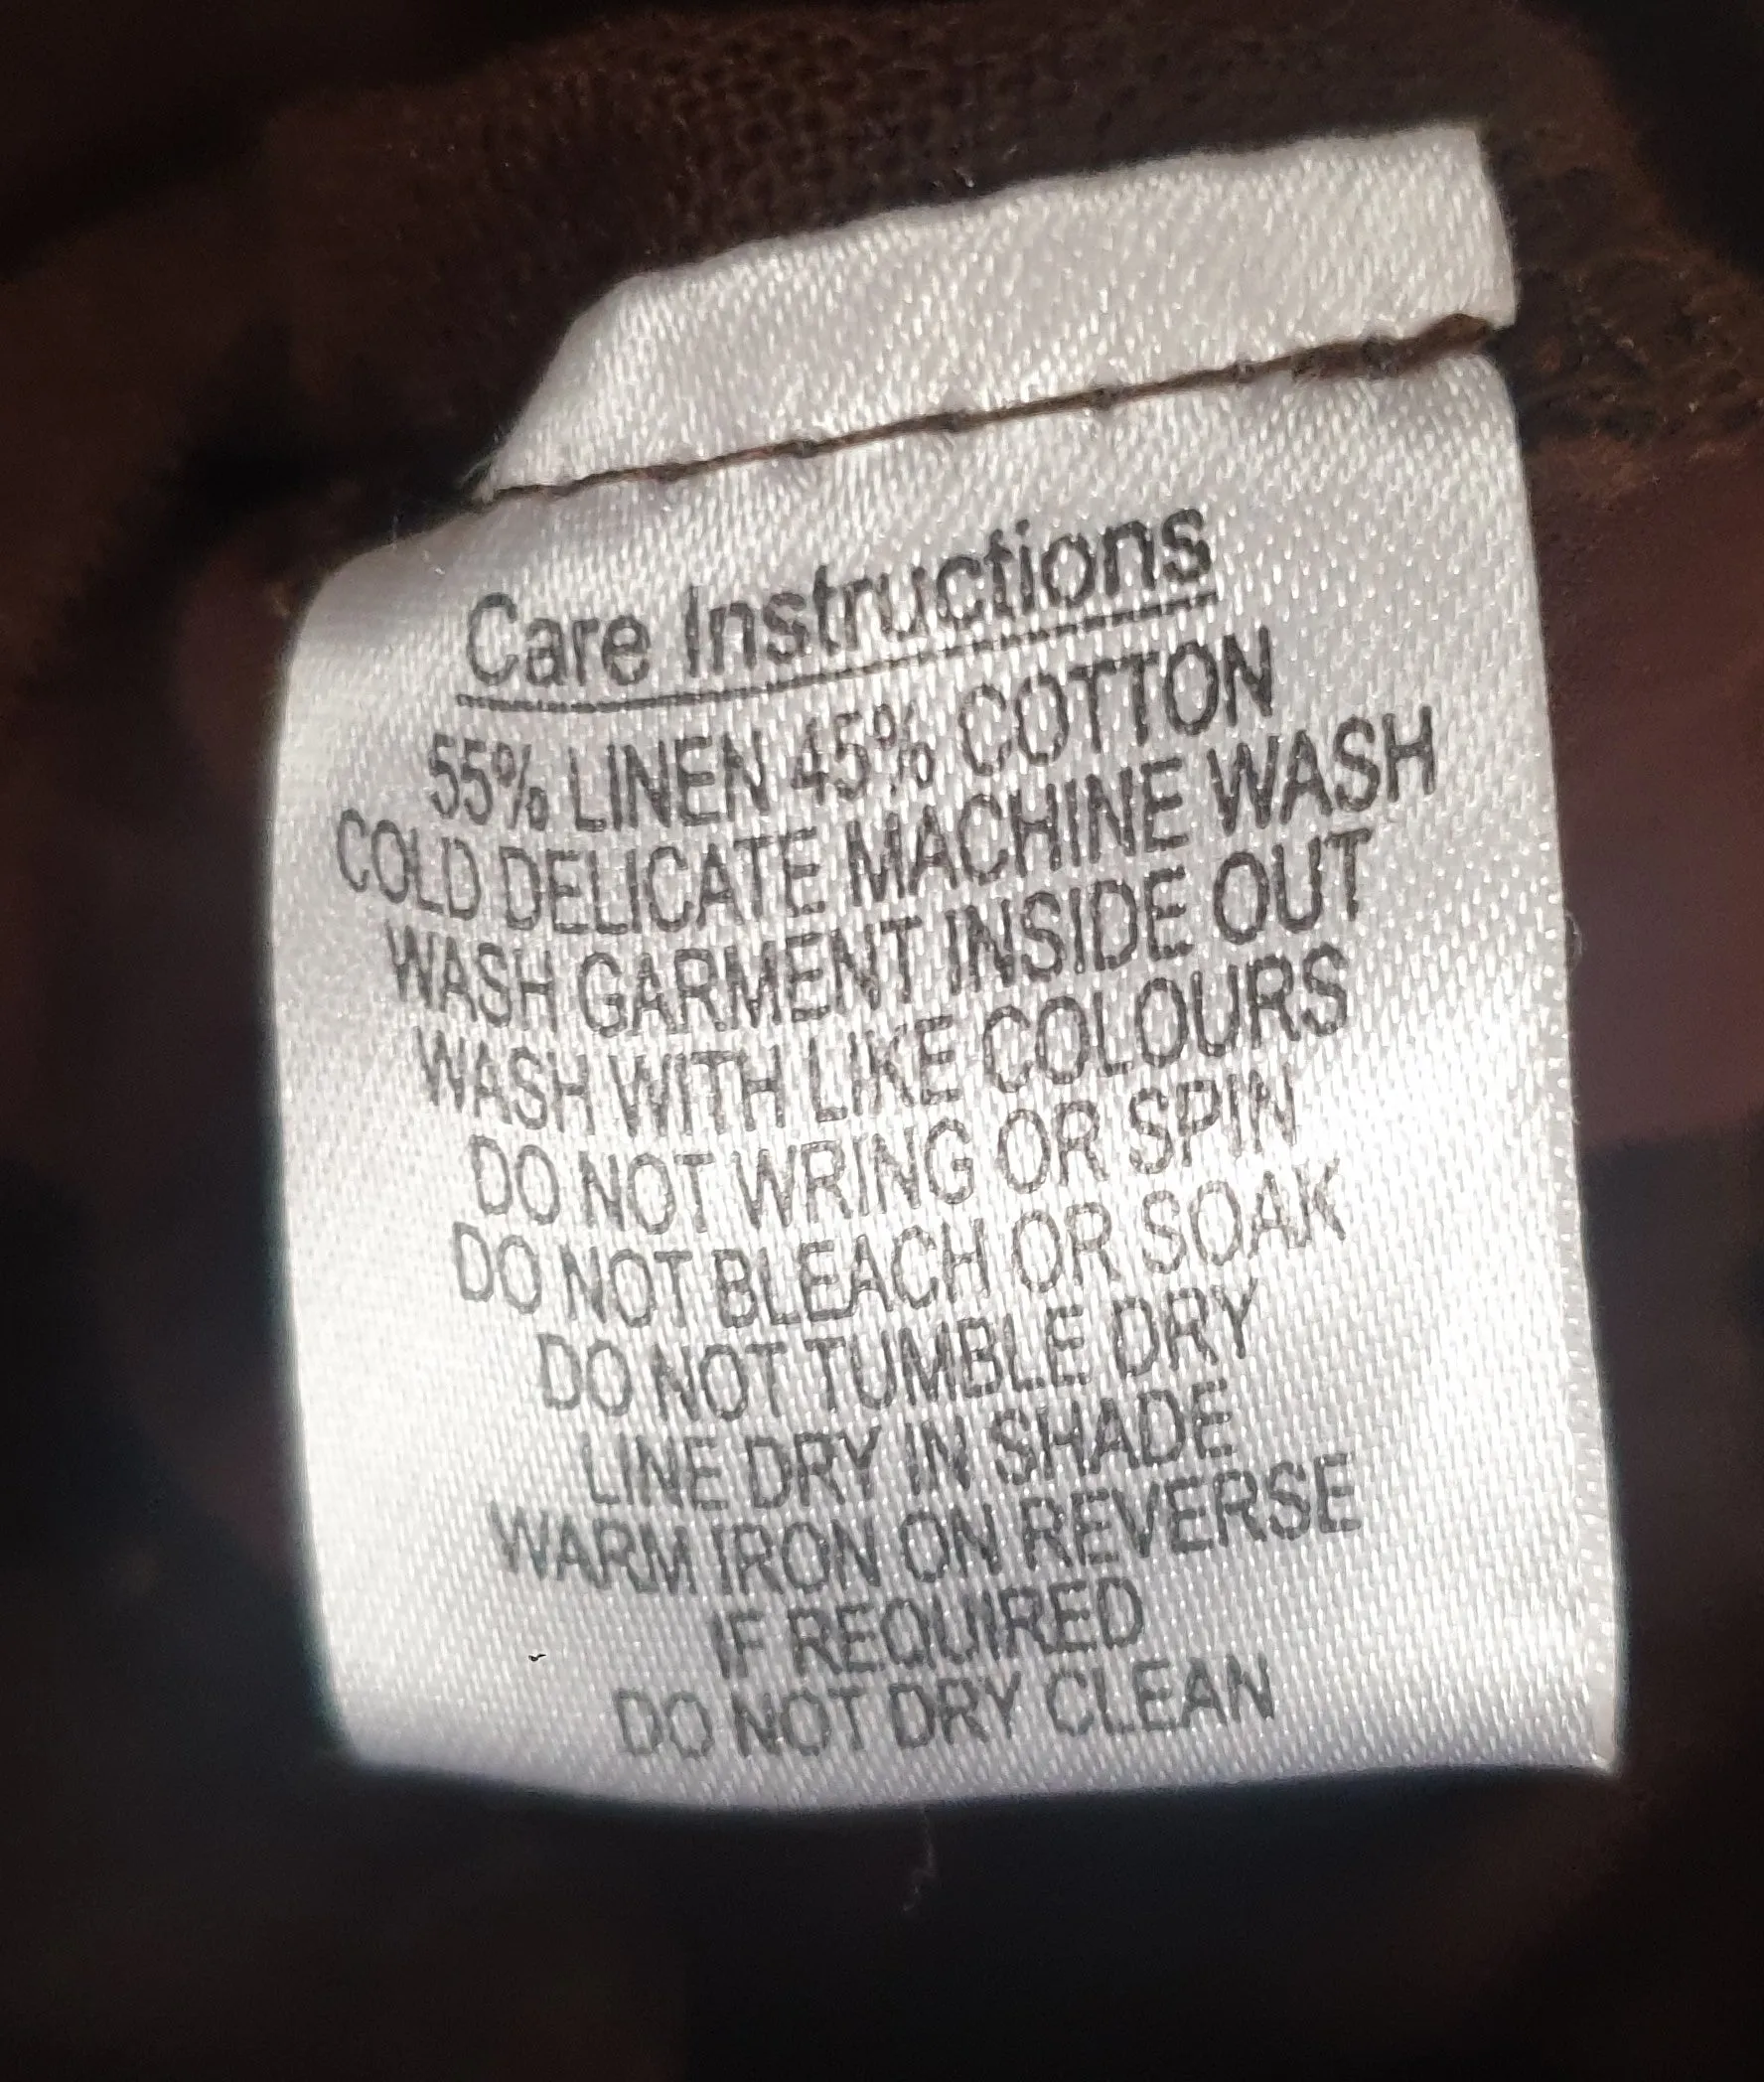 Care Instructions
55% LINEN 45% COTTON
COLD DELICATE MACHINE WASH
WASH GARMENT INSIDE OUT
WASH WITH LIKE COLOURS
DO NOT WRING OR SPIN
DO NOT BLEACH OR SOAK
DO NOT TUMBLE DRY
LINE DRY IN SHADE
WARM IRON ON REVERSE
IF REQUIRED
DO NOT DRY CLEAN